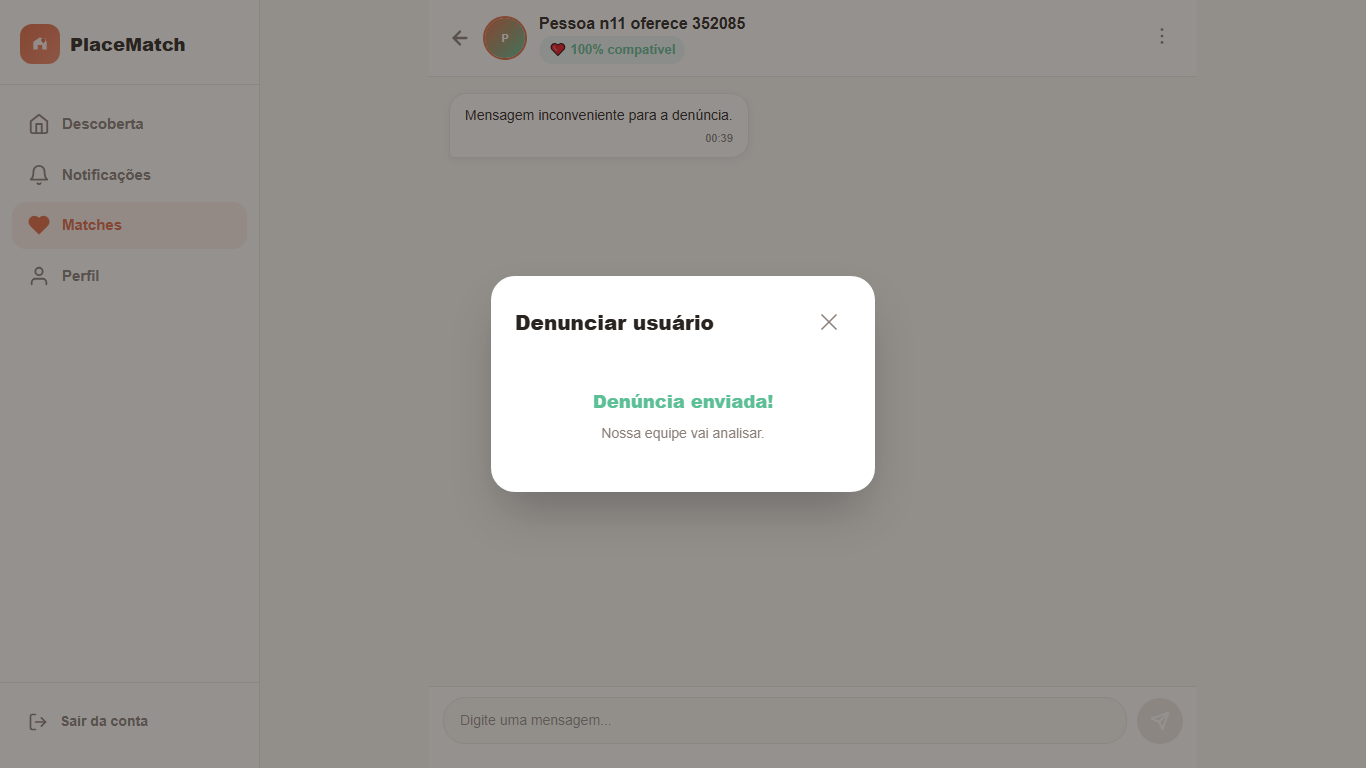 PlaceMatch
Descoberta
Notificações
Matches
Perfil
Sair da conta
P
Pessoa n11 oferece 352085
100% compatível
Mensagem inconveniente para a denúncia.
00:39
Denunciar usuário
Denúncia enviada!
Nossa equipe vai analisar.
Digite uma mensagem...